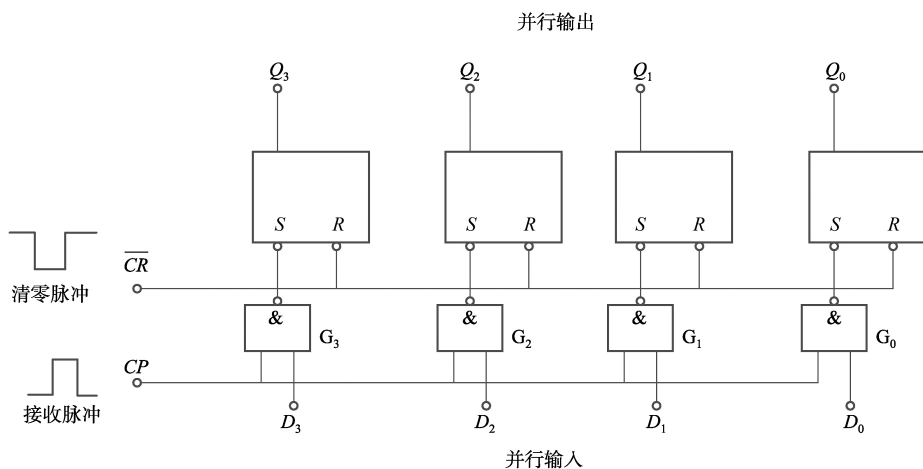 并行输出
Q3 Q2 Q1 Q0
S R S R S R S R
CR
清零脉冲
& G3 & G2 & G1 & G0
CP
接收脉冲
D3 D2 D1 D0
并行输入